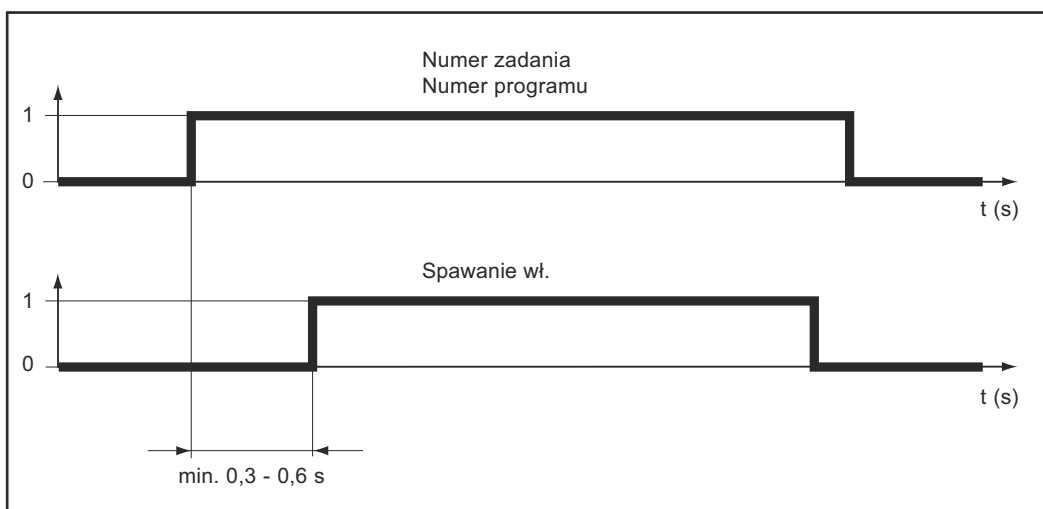 Numer zadania
Numer programu
1
0
t (s)
Spawanie wł.
1
0
t (s)
min. 0,3 - 0,6 s